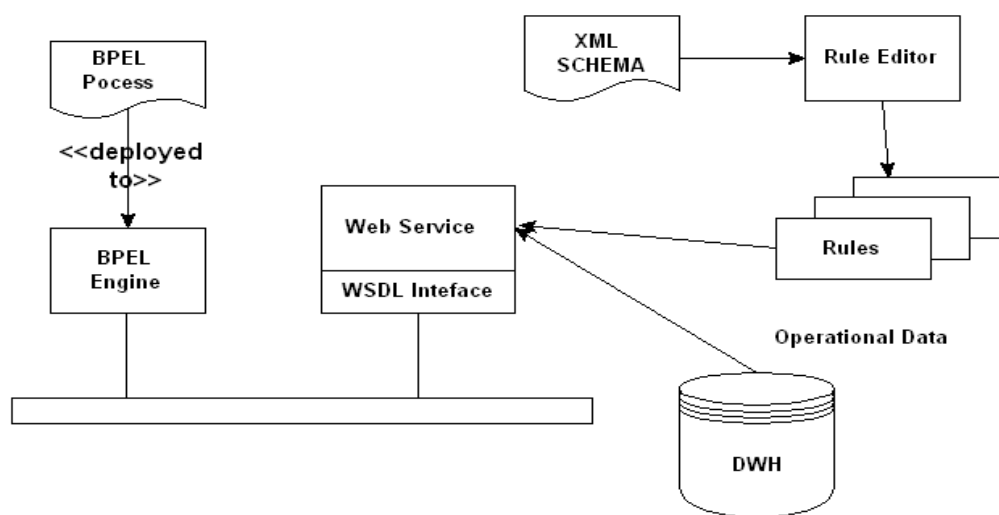 BPEL
Pocess
XML
SCHEMA
Rule Editor
<<deployed
to>>
Web Service
Rules
BPEL
Engine
WSDL Inteface
Operational Data
DWH